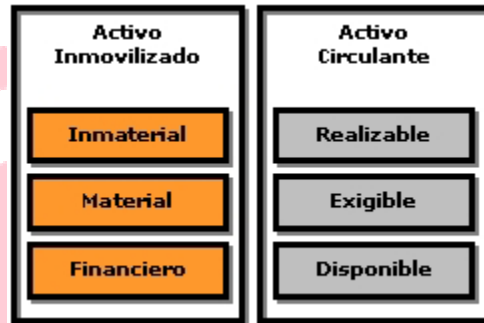 Activo
Inmovilizado
Inmaterial
Material
Financiero
Activo
Circulante
Realizable
Exigible
Disponible